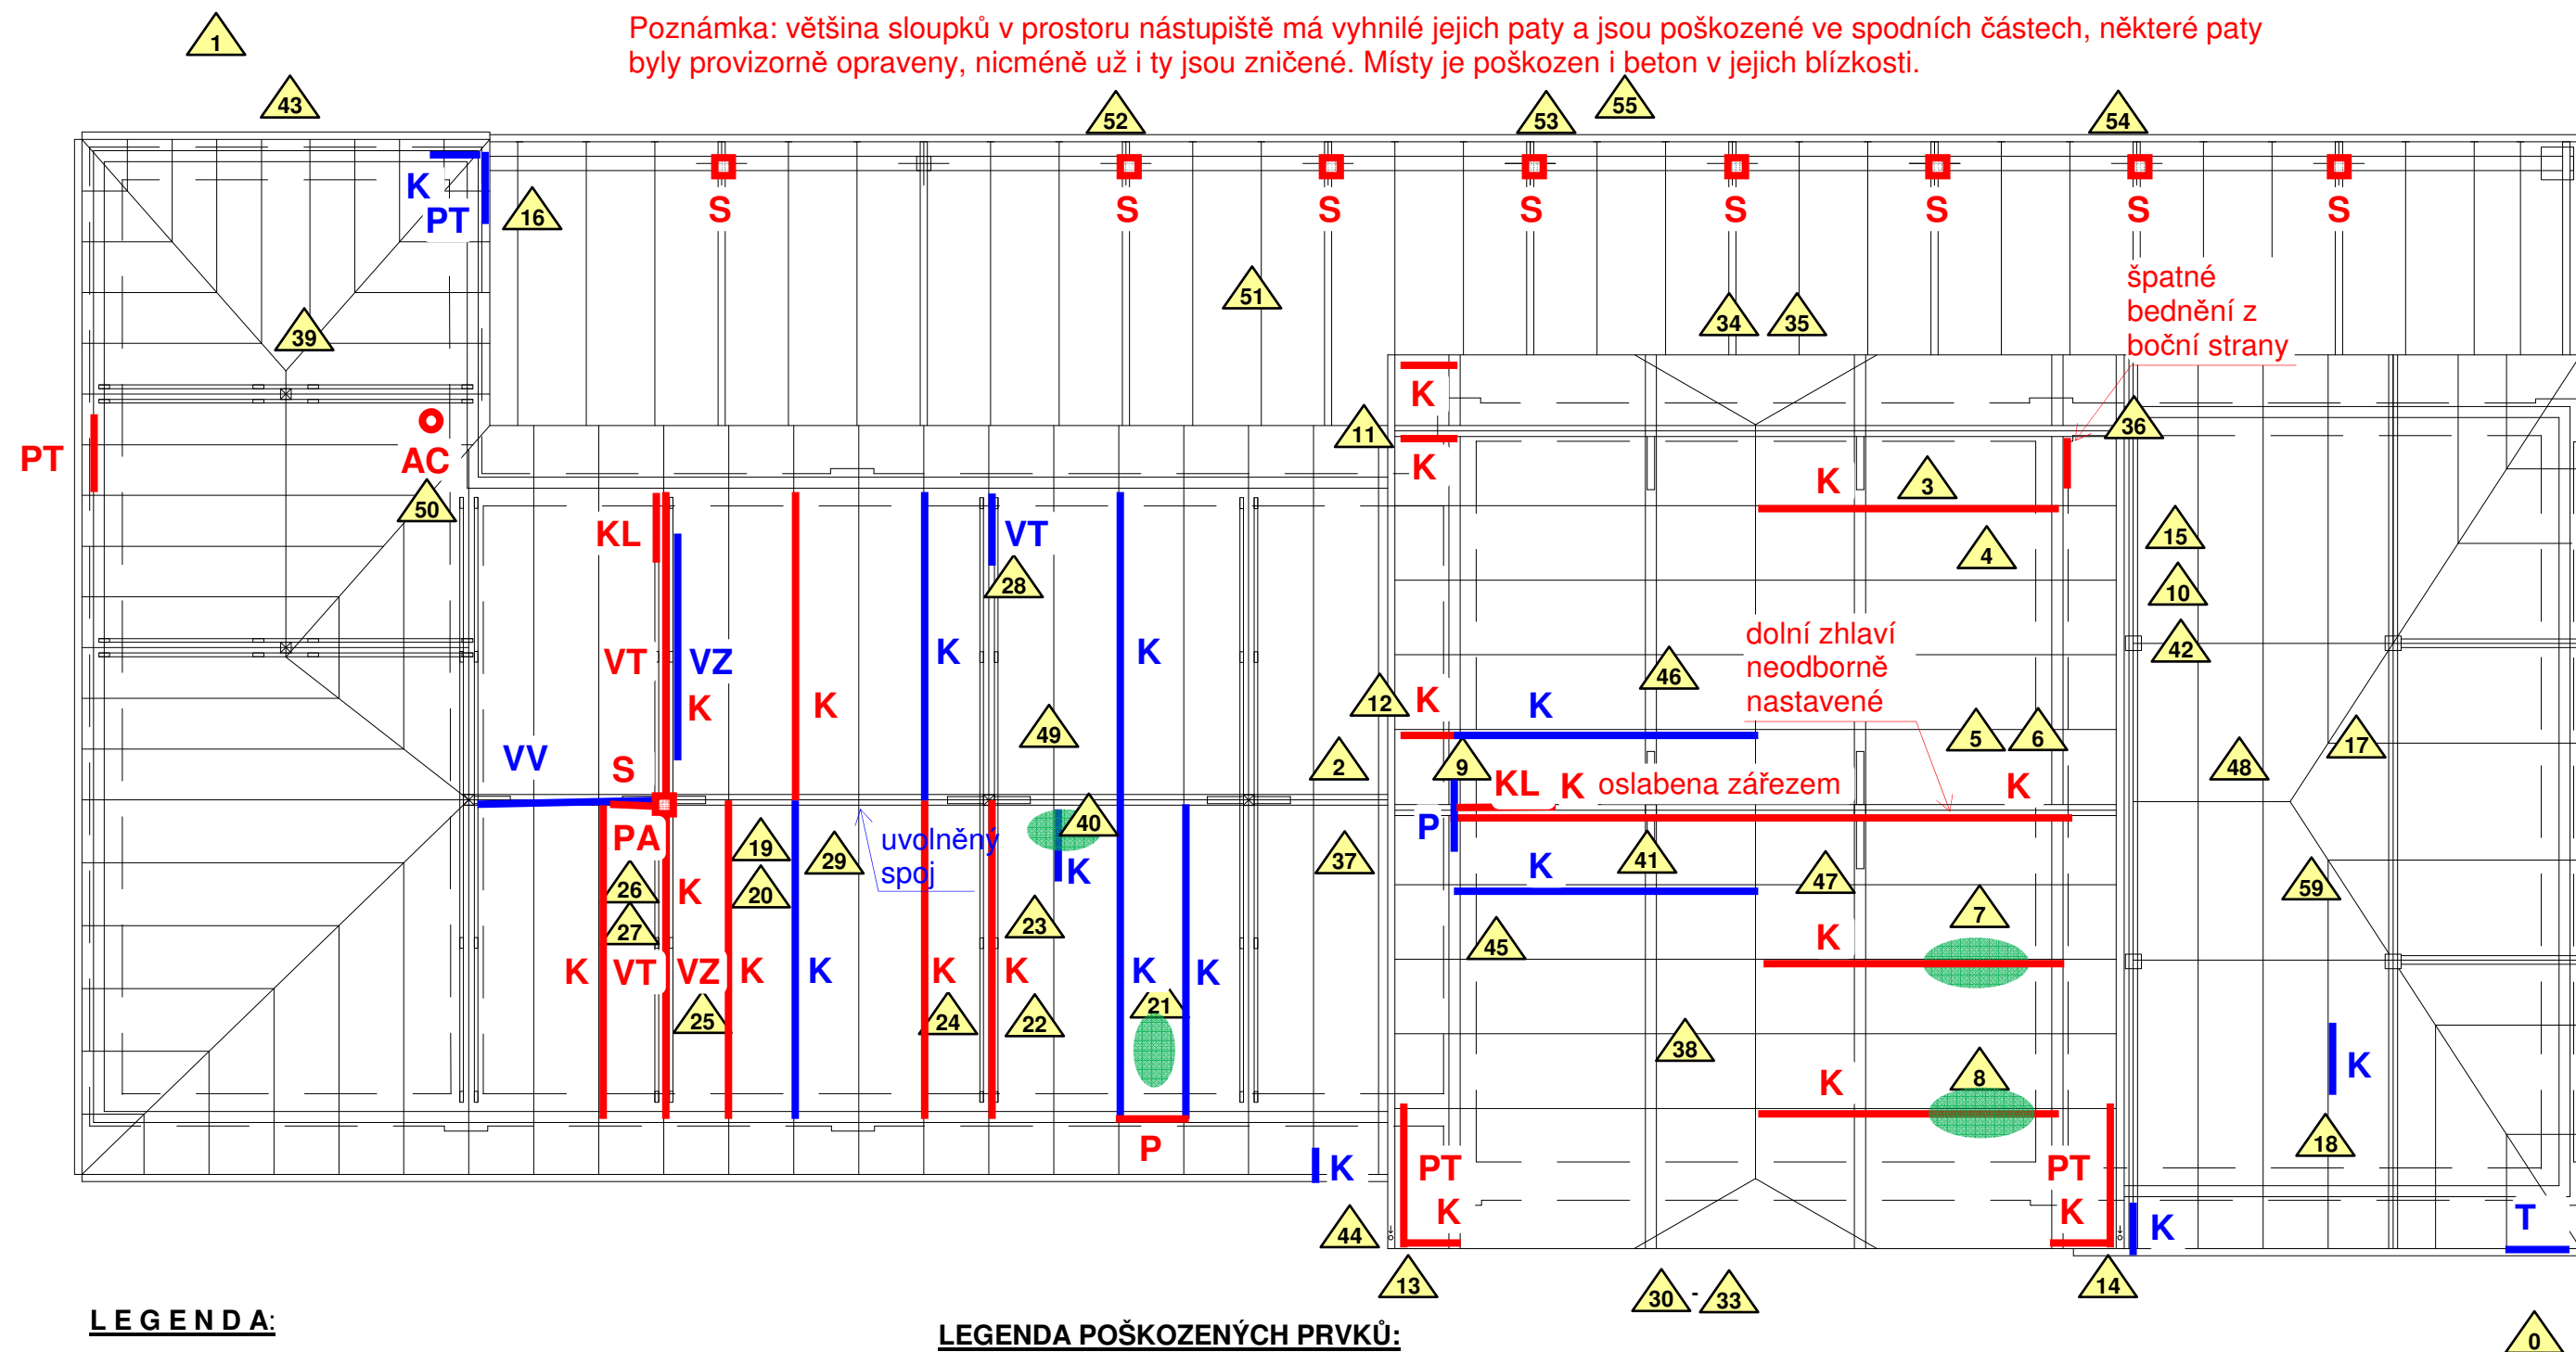 Poznámka: většina sloupků v prostoru nástupiště má vyhnilé jejich paty a jsou poškozené ve spodních částech, některé paty
byly provizorně opraveny, nicméně už i ty jsou zničené. Místy je poškozen i beton v jejich blízkosti.
1
43
52
53
55
54
K
PT
16
S
S
S
S
S
S
S
S
51
34
35
39
špatné
bednění z
boční strany
K
11
36
PT
AC
K
K
3
50
KL
VT
28
4
15
10
VT
VZ
K
K
K
K
42
46
dolní zhlaví
neodborně
nastavené
12
K
K
49
5
6
17
VV
S
2
9
48
KL
K
oslabena zářezem
K
PA
19
29
uvolněný
spoj
40
K
37
P
K
41
47
59
26
20
K
27
23
7
45
K
K
VT
VZ
K
K
K
K
K
K
25
24
22
21
38
8
K
K
18
P
K
PT
K
PT
K
44
K
T
13
30
-
33
14
0
L E G E N D A:
LEGENDA POŠKOZENÝCH PRVKŮ: